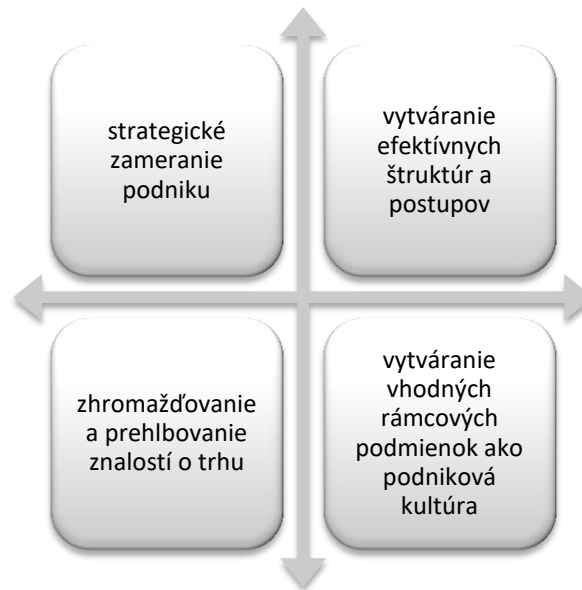 strategické
zameranie
podniku
vytváranie
efektívnych
štruktúr a
postupov
zhromažďovanie
a prehlbovanie
znalostí o trhu
vytváranie
vhodných
rámcových
podmienok ako
podniková
kultúra